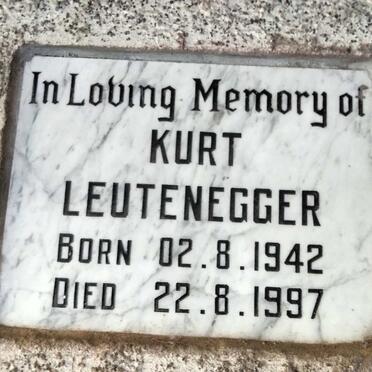 In Loving Memory of
KURT
LEUTENEGGER
BORN 02.8.1942
DIED 22.8.1997